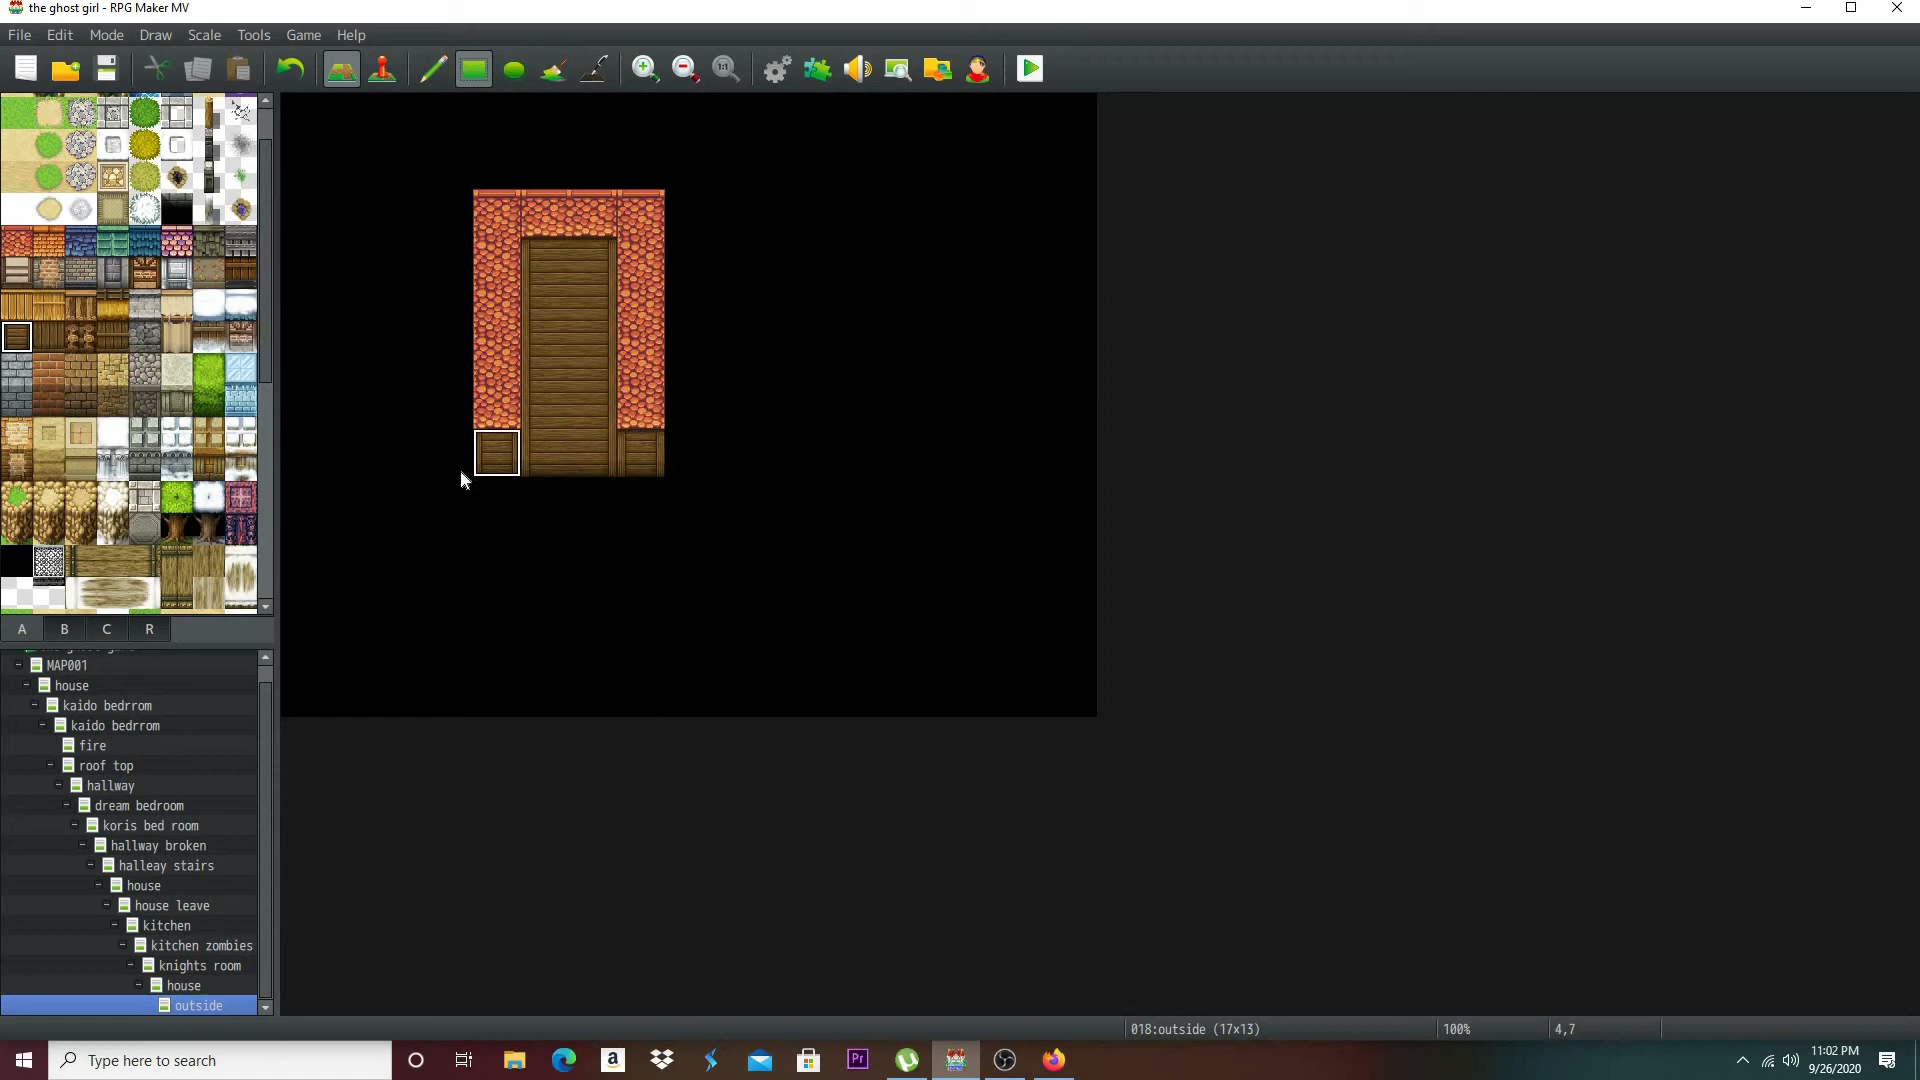 the ghost girl - RPG Maker MV
File Edit Mode Draw Scale Tools Game Help
1:1
A B C R
MAP001
house
kaido bedrrom
kaido bedrrom
fire
roof top
hallway
dream bedroom
koris bed room
hallway broken
halleay stairs
house
house leave
kitchen
kitchen zombies
knights room
house
outside
018:outside (17x13) 100% 4,7
Type here to search
a
Pr
11:02 PM
9/26/2020